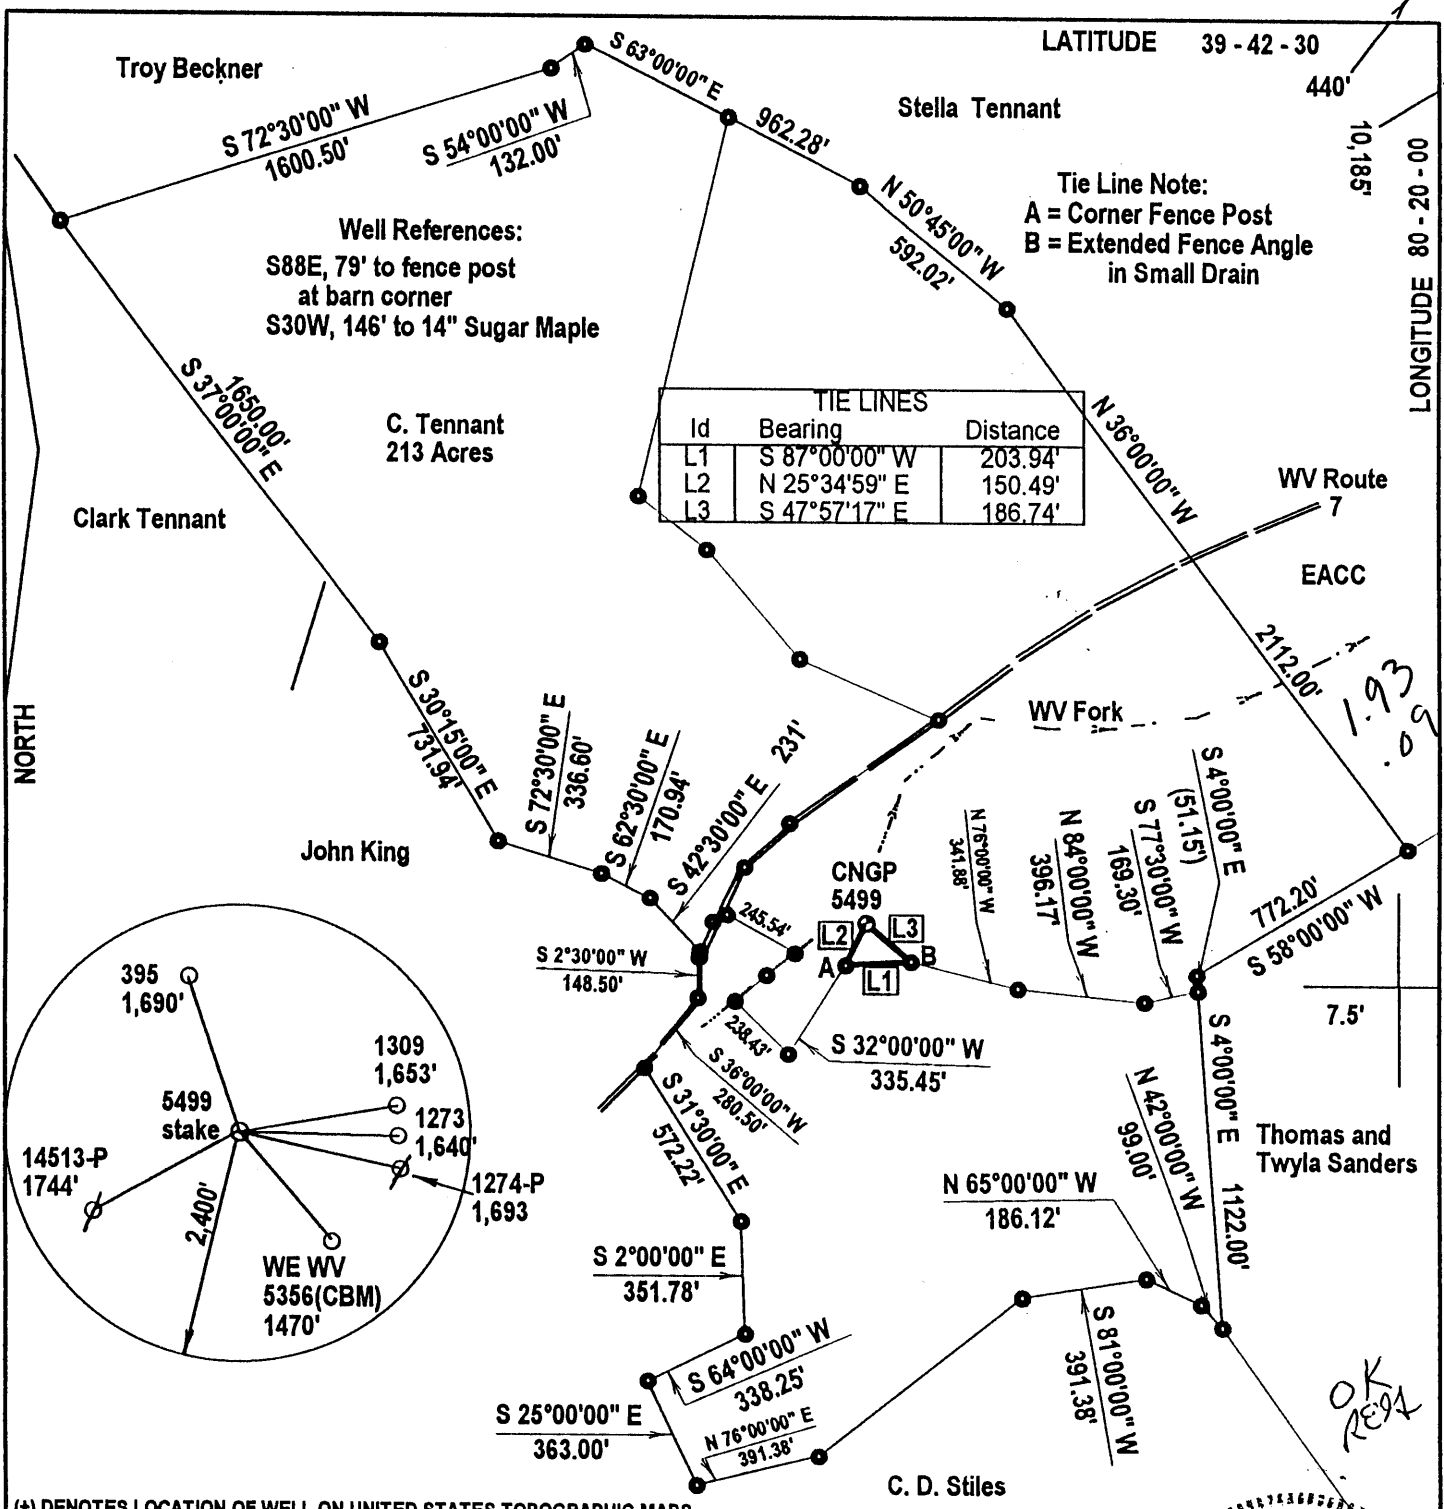 LATITUDE 39 - 42 - 30
440'
10,185'
LONGITUDE 80 - 20 - 00
Troy Beckner
S 63°00'00" E
962.28'
Stella Tennant
S 72°30'00" W
1600.50'
S 54°00'00" W
132.00'
Tie Line Note:
A = Corner Fence Post
B = Extended Fence Angle
in Small Drain
N 50°45'00" W
592.02'
Well References:
S88E, 79' to fence post
at barn corner
S30W, 146' to 14" Sugar Maple
1650.00'
S 37°00'00" E
C. Tennant
213 Acres
TIE LINES
Id Bearing Distance
L1 S 87°00'00" W 203.94'
L2 N 25°34'59" E 150.49'
L3 S 47°57'17" E 186.74'
N 36°00'00" W
2112.00'
WV Route
7
EACC
Clark Tennant
1.93
.09
WV Fork
NORTH
S 30°15'00" E
731.94'
S 72°30'00" E
336.60'
S 62°30'00" E
170.94'
S 42°30'00" E
231'
John King
CNGP
5499
L2
L3
A
B
L1
N 76°00'00" W
341.88'
N 84°00'00" W
396.17'
S 77°30'00" W
169.30'
S 4°00'00" E
(51.15')
772.20'
S 58°00'00" W
245.54'
S 2°30'00" W
148.50'
238.43'
S 36°00'00" W
280.50'
S 32°00'00" W
335.45'
7.5'
395
1,690'
1309
1,653'
5499
stake
1273
1,640'
14513-P
1744'
1274-P
1,693
2,400'
WE WV
5356(CBM)
1470'
S 31°30'00" E
572.22'
S 4°00'00" E
1122.00'
N 42°00'00" W
99.00'
Thomas and
Twyla Sanders
N 65°00'00" W
186.12'
S 2°00'00" E
351.78'
S 64°00'00" W
338.25'
S 81°00'00" W
391.38'
S 25°00'00" E
363.00'
N 76°00'00" E
391.38'
OK
C. D. Stiles
(+) DENOTES LOCATION OF WELL ON UNITED STATES TOPOGRAPHIC MAPS